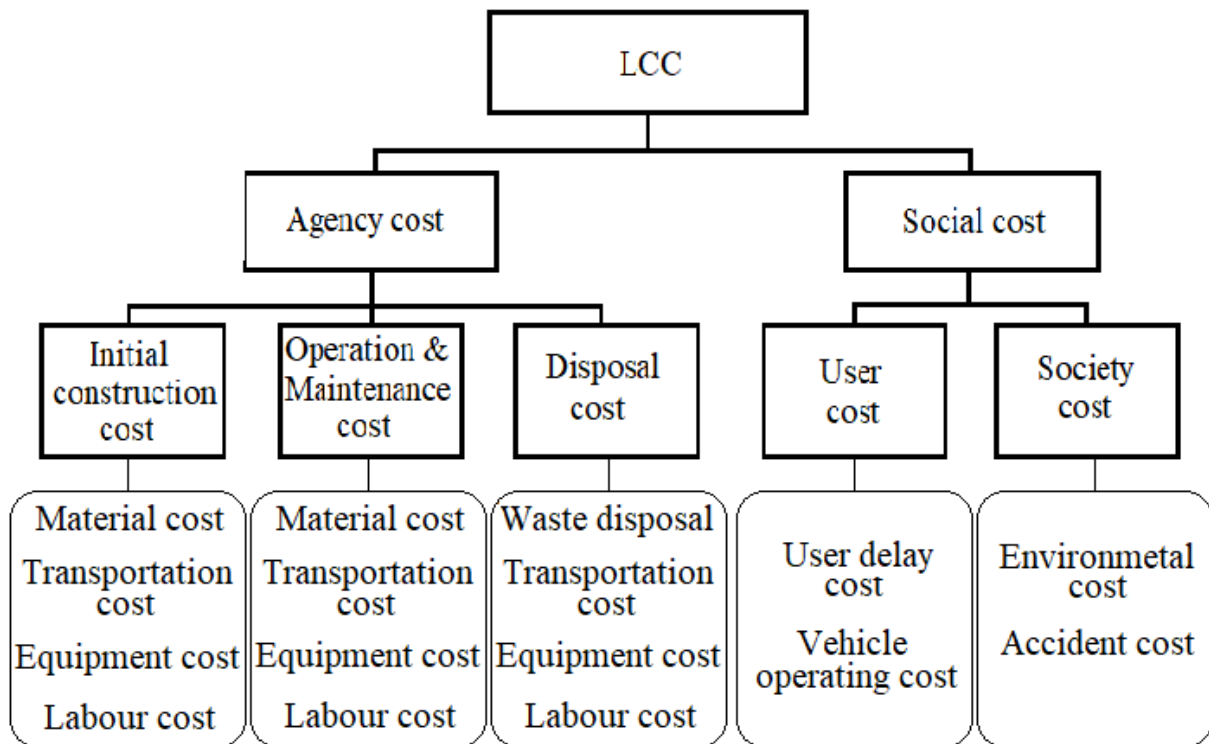 LCC
Agency cost
Social cost
Initial
construction
cost
Operation &
Maintenance
cost
Disposal
cost
User
cost
Society
cost
Material cost
Transportation
cost
Equipment cost
Labour cost
Material cost
Transportation
cost
Equipment cost
Labour cost
Waste disposal
Transportation
cost
Equipment cost
Labour cost
User delay
cost
Vehicle
operating cost
Environmetal
cost
Accident cost